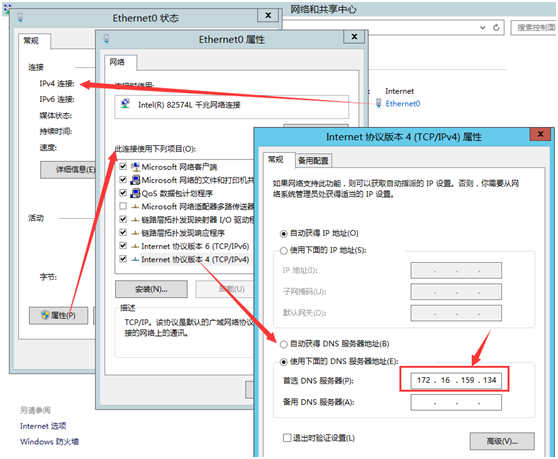 网络和共享中心
搜索控制面
Internet
Ethernet0
Ethernet0 状态
x
常规
连接
IPv4 连接:
IPv6 连接:
媒体状态:
持续时间:
速度:
详细信息(E)
活动
字节:
属性(P)
另请参阅
Internet 选项
Windows 防火墙
Ethernet0 属性
x
网络
连接时使用:
Intel(R) 82574L 千兆网络连接
此连接使用下列项目(O):
Microsoft 网络客户端
Microsoft 网络的文件和打印机共
QoS 数据包计划程序
Microsoft 网络适配器多路传送器
链路层拓扑发现映射器 I/O 驱动程
链路层拓扑发现响应程序
Internet 协议版本 6 (TCP/IPv6)
Internet 协议版本 4 (TCP/IPv4)
安装(N)...
卸载(U)
描述
TCP/IP。该协议是默认的广域网络协议
接的网络上的通讯。
Internet 协议版本 4 (TCP/IPv4) 属性
x
常规
备用配置
如果网络支持此功能，则可以获取自动指派的 IP 设置。否则，你需要从网
络系统管理员处获得适当的 IP 设置。
自动获得 IP 地址(O)
使用下面的 IP 地址(S):
IP 地址(I):
子网掩码(U):
默认网关(D):
自动获得 DNS 服务器地址(B)
使用下面的 DNS 服务器地址(E):
首选 DNS 服务器(P):
172 . 16 . 159 . 134
备用 DNS 服务器(A):
退出时验证设置(L)
高级(V)...